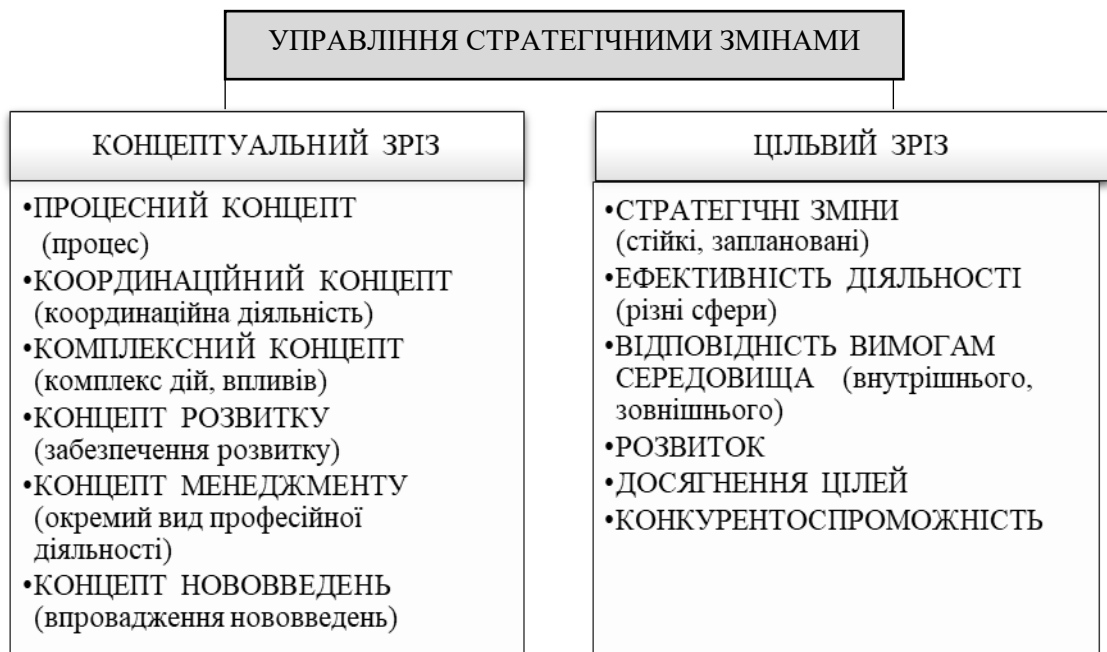 УПРАВЛІННЯ СТРАТЕГІЧНИМИ ЗМІНАМИ
КОНЦЕПТУАЛЬНИЙ ЗРІЗ
•ПРОЦЕСНИЙ КОНЦЕПТ
(процес)
•КООРДИНАЦІЙНИЙ КОНЦЕПТ
(координаційна діяльність)
•КОМПЛЕКСНИЙ КОНЦЕПТ
(комплекс дій, впливів)
•КОНЦЕПТ РОЗВИТКУ
(забезпечення розвитку)
•КОНЦЕПТ МЕНЕДЖМЕНТУ
(окремий вид професійної
діяльності)
•КОНЦЕПТ НОВОВВЕДЕНЬ
(впровадження нововведень)
ЦІЛЬВИЙ ЗРІЗ
•СТРАТЕГІЧНІ ЗМІНИ
(стійкі, заплановані)
•ЕФЕКТИВНІСТЬ ДІЯЛЬНОСТІ
(різні сфери)
•ВІДПОВІДНІСТЬ ВИМОГАМ
СЕРЕДОВИЩА (внутрішнього,
зовнішнього)
•РОЗВИТОК
•ДОСЯГНЕННЯ ЦІЛЕЙ
•КОНКУРЕНТОСПРОМОЖНІСТЬ